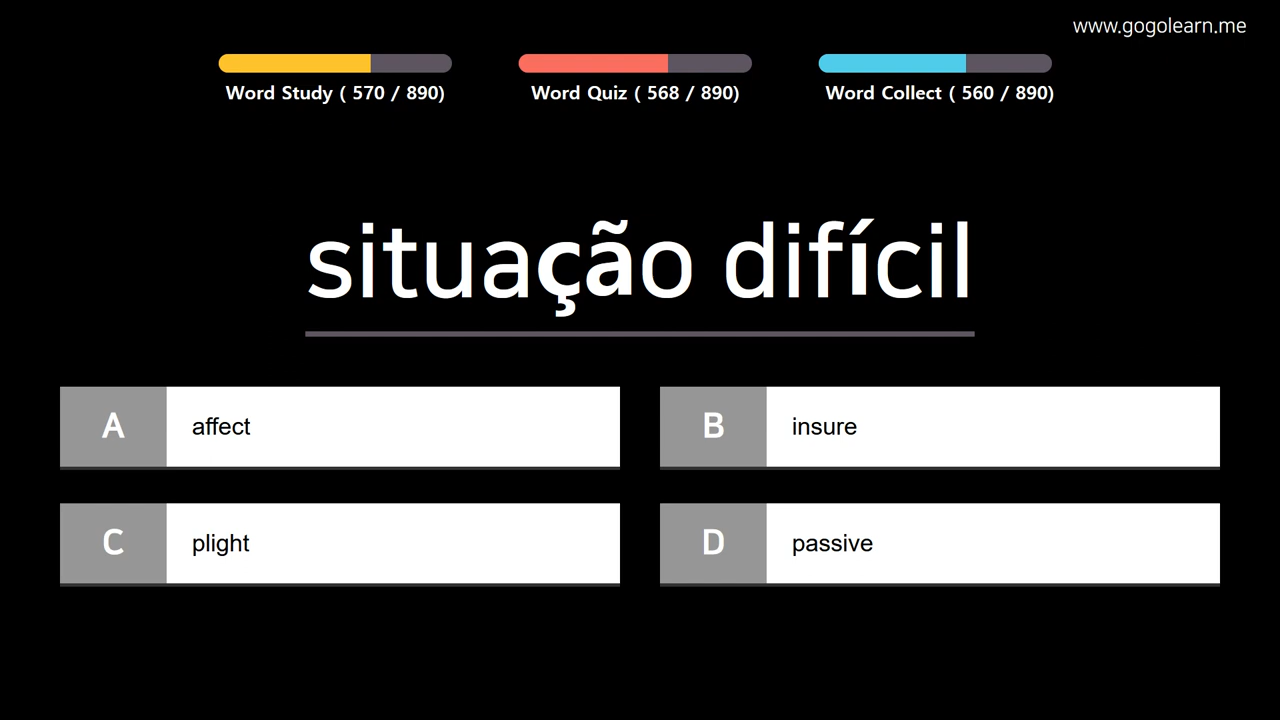 www.gogolearn.me
Word Study ( 570 / 890)
Word Quiz ( 568 / 890)
Word Collect ( 560 / 890)
situação difícil
A affect
B insure
C plight
D passive